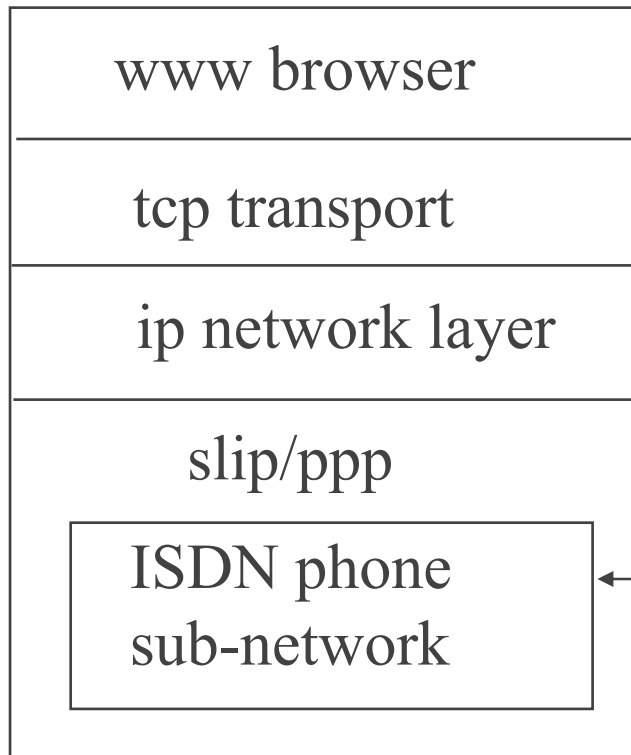 www browser
tcp transport
ip network layer
slip/ppp
ISDN phone
sub-network